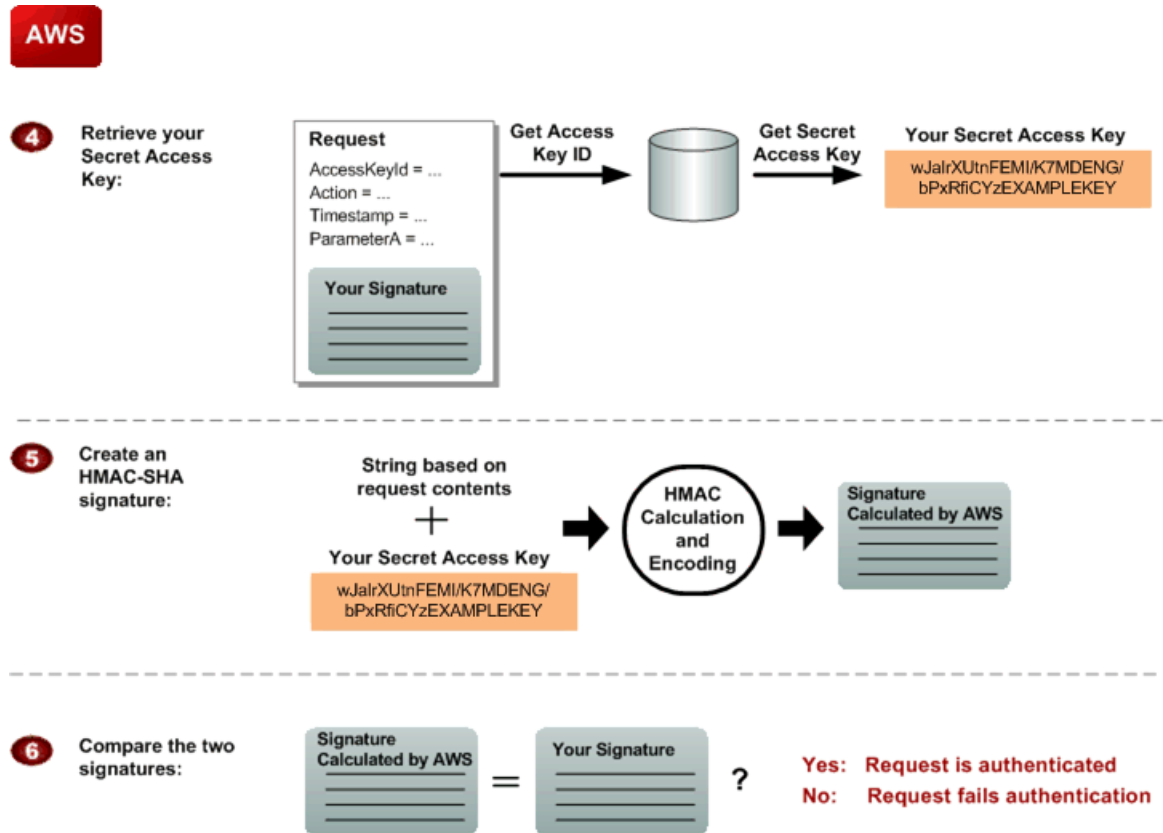 AWS
4
Retrieve your
Secret Access
Key:
Request
AccessKeyId = ...
Action = ...
Timestamp = ...
ParameterA = ...
Your Signature
Get Access
Key ID
Get Secret
Access Key
Your Secret Access Key
wJalrXUtnFEMI/K7MDENG/
bPxRfiCYzEXAMPLEKEY
5
Create an
HMAC-SHA
signature:
String based on
request contents
+
Your Secret Access Key
wJalrXUtnFEMI/K7MDENG/
bPxRfiCYzEXAMPLEKEY
HMAC
Calculation
and
Encoding
Signature
Calculated by AWS
6
Compare the two
signatures:
Signature
Calculated by AWS
=
Your Signature
?
Yes: Request is authenticated
No: Request fails authentication